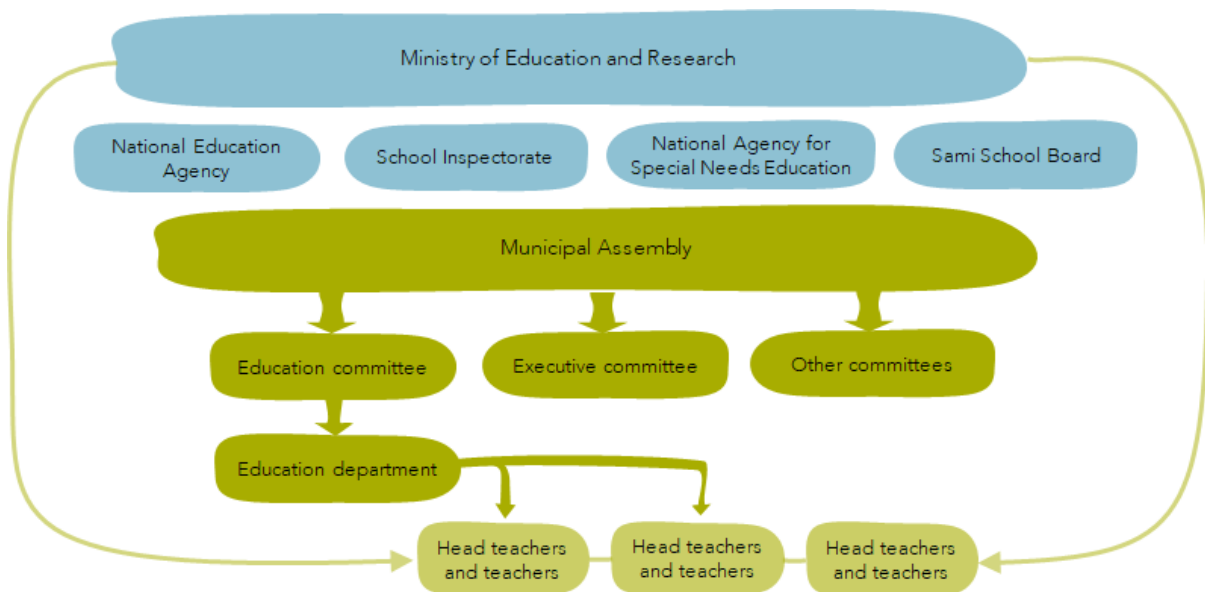 Ministry of Education and Research
National Education
Agency
School Inspectorate
National Agency for
Special Needs Education
Sami School Board
Municipal Assembly
Education committee
Executive committee
Other committees
Education department
Head teachers
and teachers
Head teachers
and teachers
Head teachers
and teachers